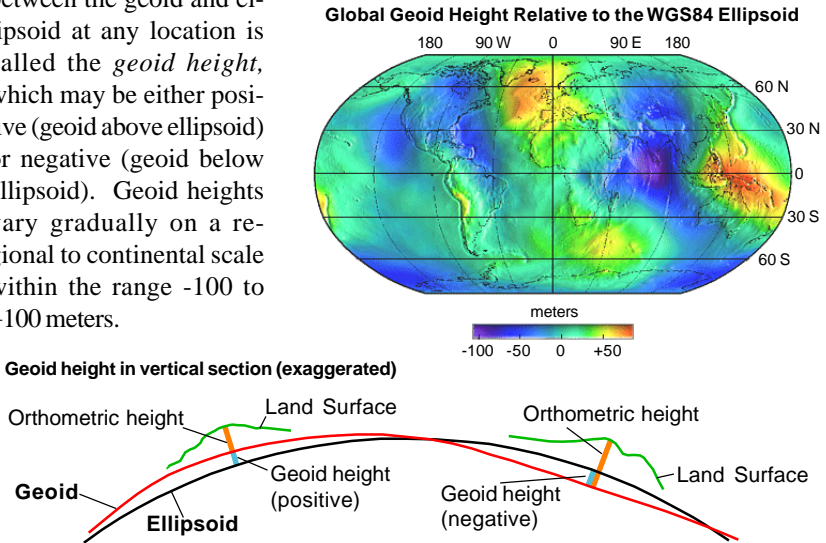 between the geoid and el-
lipsoid at any location is
called the geoid height,
which may be either posi-
tive (geoid above ellipsoid)
or negative (geoid below
ellipsoid). Geoid heights
vary gradually on a re-
gional to continental scale
within the range -100 to
+100 meters.
Global Geoid Height Relative to the WGS84 Ellipsoid
180 90 W 0 90 E 180
60 N
30 N
0
30 S
60 S
meters
-100 -50 0 +50
Geoid height in vertical section (exaggerated)
Orthometric height
Land Surface
Geoid height
(positive)
Geoid
Ellipsoid
Orthometric height
Land Surface
Geoid height
(negative)